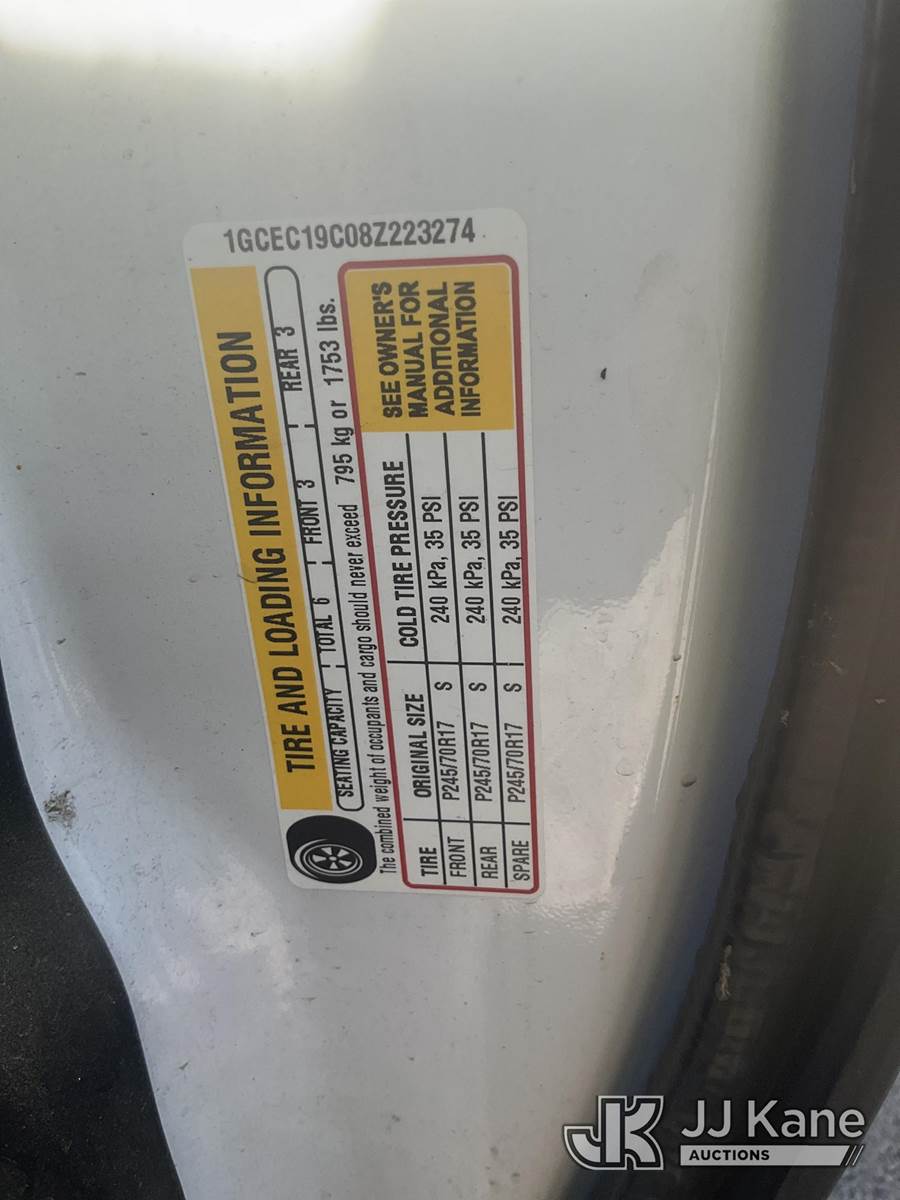 1GCEC19C08Z223274
TIRE AND LOADING INFORMATION
SEATING CAPACITY TOTAL 6 FRONT 3 REAR 3
The combined weight of occupants and cargo should never exceed 795 kg or 1753 lbs.
TIRE ORIGINAL SIZE COLD TIRE PRESSURE
FRONT P245/70R17 S 240 kPa, 35 PSI
REAR P245/70R17 S 240 kPa, 35 PSI
SPARE P245/70R17 S 240 kPa, 35 PSI
SEE OWNER'S
MANUAL FOR
ADDITIONAL
INFORMATION
JK JJ Kane
AUCTIONS